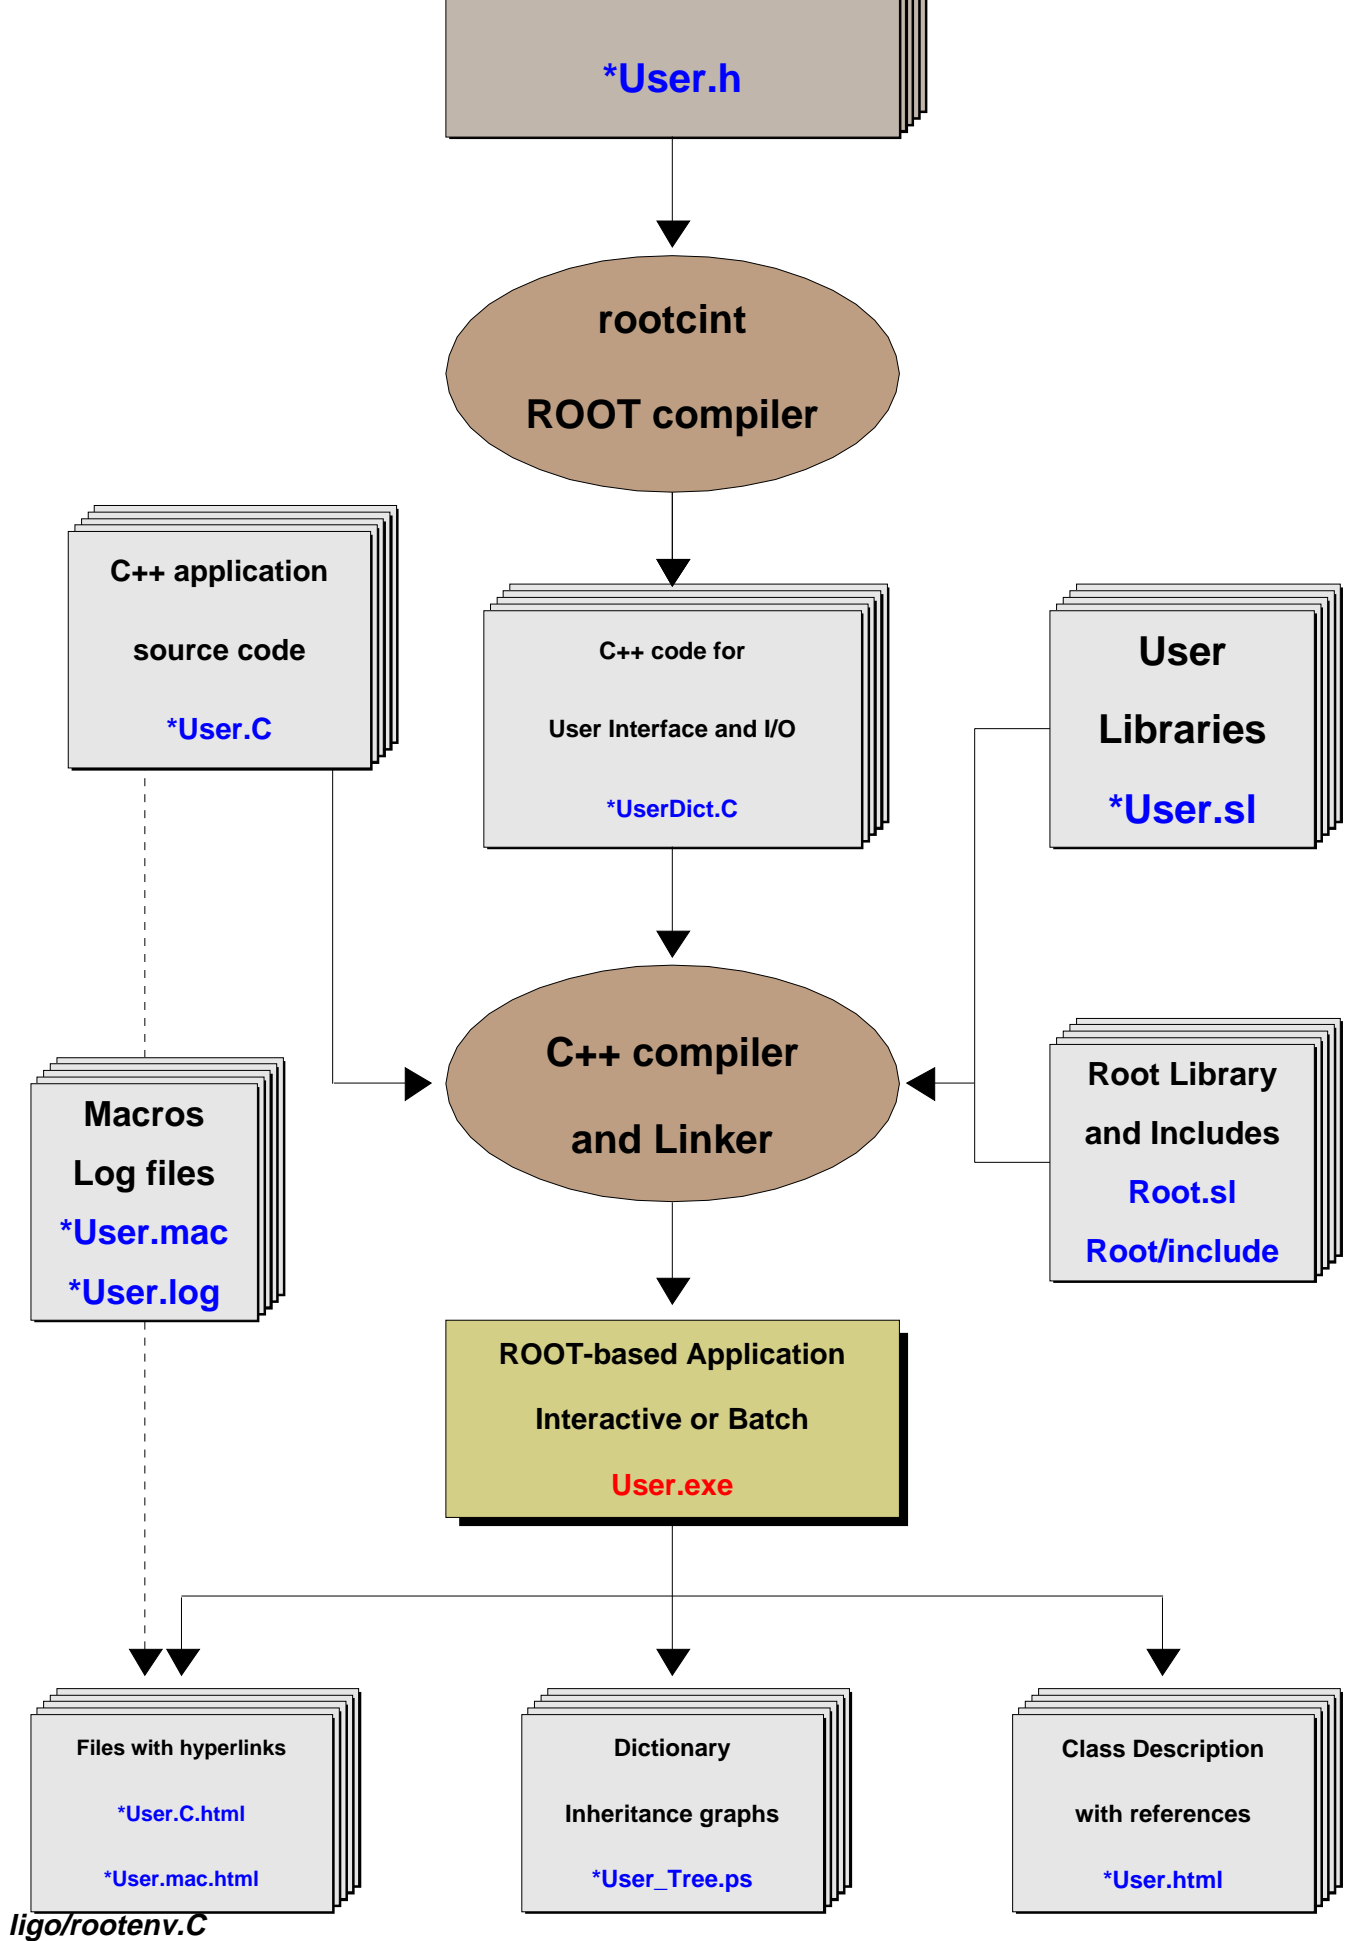 *User.h
rootcint
ROOT compiler
C++ application
source code
*User.C
C++ code for
User Interface and I/O
*UserDict.C
User
Libraries
*User.sl
C++ compiler
and Linker
Macros
Log files
*User.mac
*User.log
Root Library
and Includes
Root.sl
Root/include
ROOT-based Application
Interactive or Batch
User.exe
Files with hyperlinks
*User.C.html
*User.mac.html
Dictionary
Inheritance graphs
*User_Tree.ps
Class Description
with references
*User.html
ligo/rootenv.C